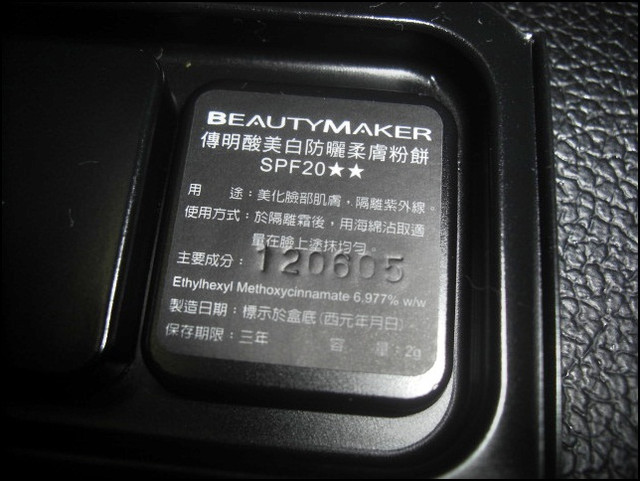 BEAUTYMAKER
傳明酸美白防曬柔膚粉餅
SPF20★★
用 途：美化臉部肌膚，隔離紫外線。
使用方式：於隔離霜後，用海綿沾取適
量在臉上塗抹均勻。
主要成分：
120605
Ethylhexyl Methoxycinnamate 6.977% w/w
製造日期：標示於盒底(西元年月日)
保存期限：三年 容 量：2g